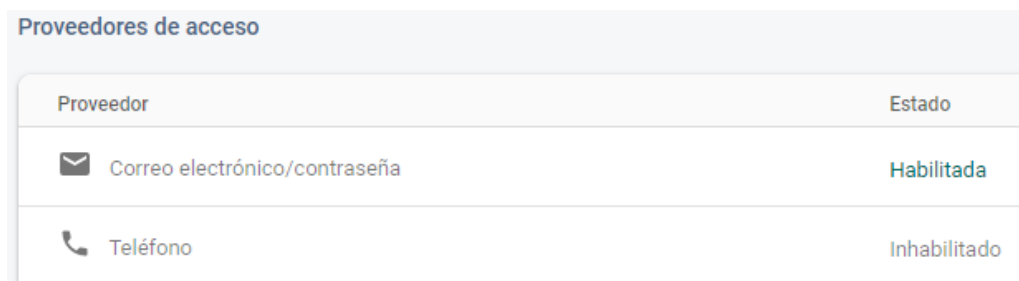 Proveedores de acceso
Proveedor Estado
Correo electrónico/contraseña Habilitada
Teléfono Inhabilitado